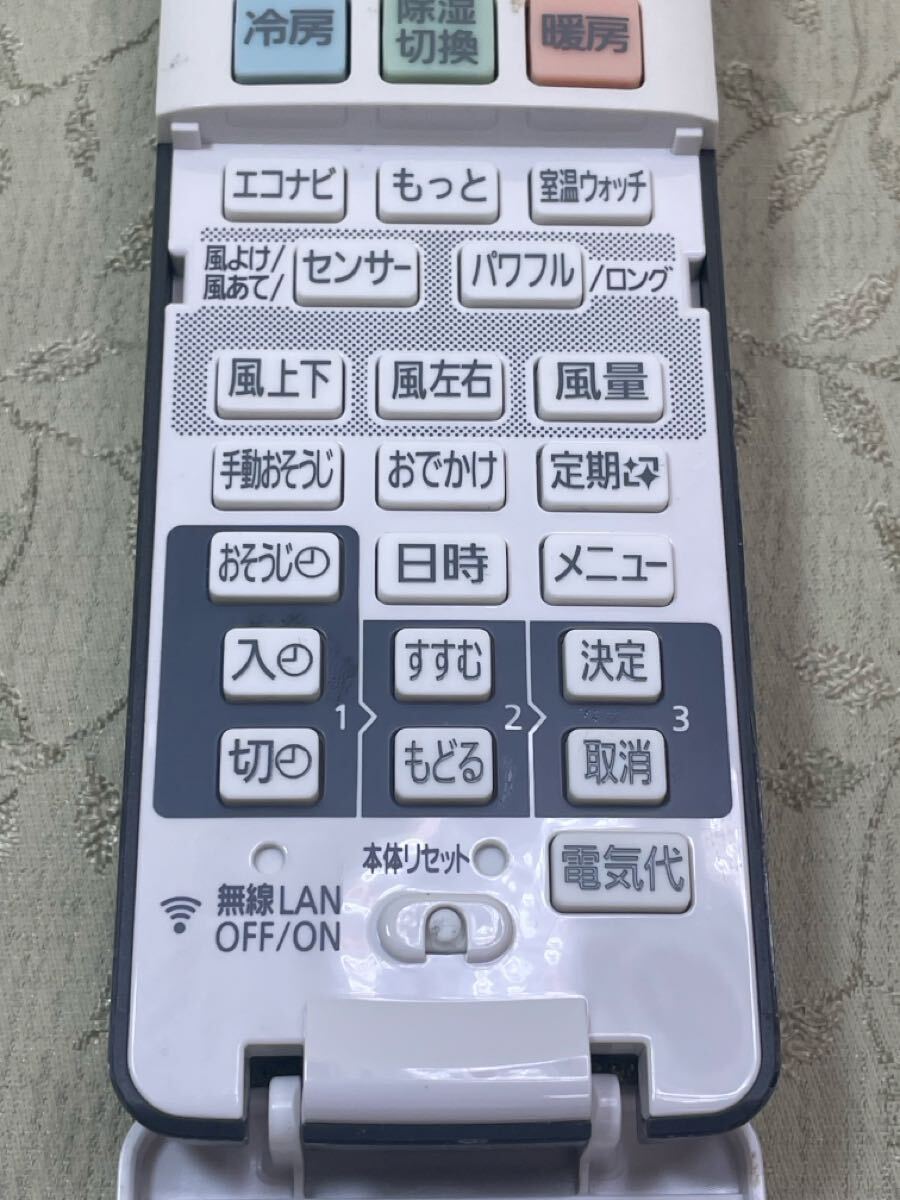 冷房
除湿
切換
暖房
エコナビ
もっと
室温ウォッチ
風よけ/
風あて/
センサー
パワフル
/ロング
風上下
風左右
風量
手動おそうじ
おでかけ
定期
おそうじ
日時
メニュー
入
すすむ
決定
1
2
3
切
もどる
取消
本体リセット
電気代
無線LAN
OFF/ON